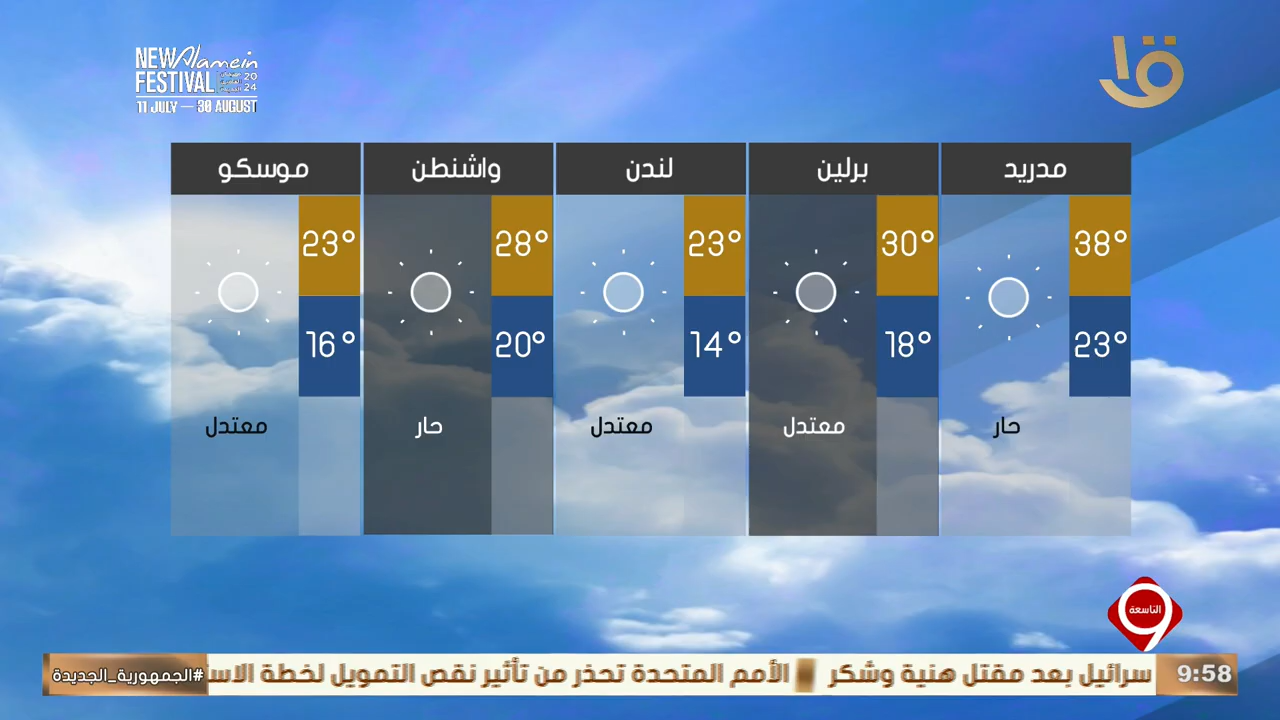 NEW Alamein
FESTIVAL 20 24
11 JULY — 30 AUGUST
مدريد
38°
23°
حار
برلين
30°
18°
معتدل
لندن
23°
14°
معتدل
واشنطن
28°
20°
حار
موسكو
23°
16°
معتدل
التاسعة
9
9:58
سرائيل بعد مقتل هنية وشكر
الأمم المتحدة تحذر من تأثير نقص التمويل لخطة الاس
#الجمهورية_الجديدة